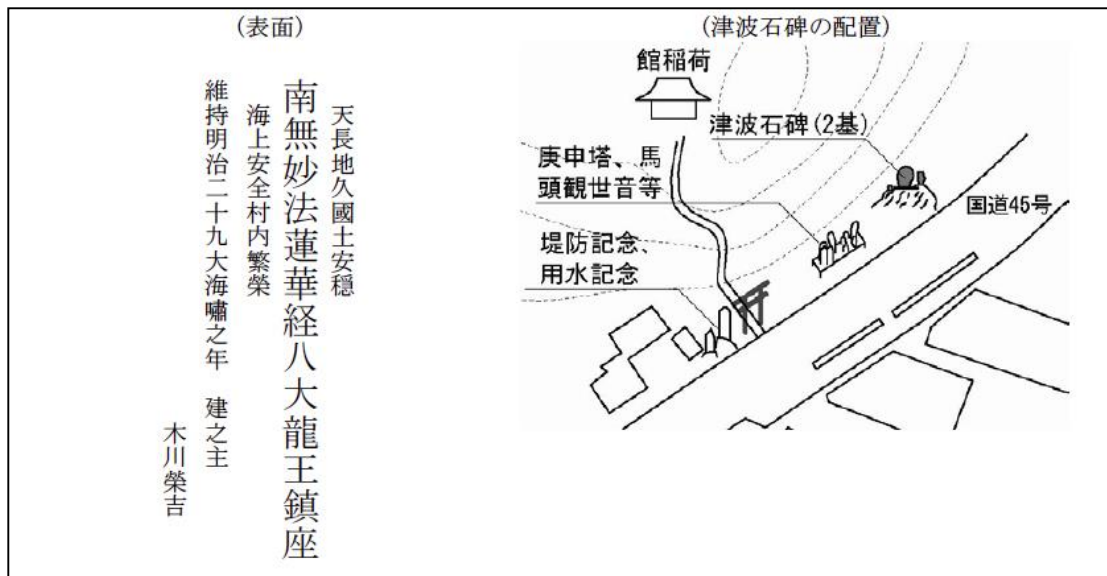 (表面)
天長地久國土安穏
南無妙法蓮華経八大龍王鎮座
海上安全村内繁榮
維持明治二十九大海嘯之年　建之主
木川榮吉
(津波石碑の配置)
館稲荷
津波石碑(2基)
庚申塔、馬
頭観世音等
国道45号
堤防記念、
用水記念